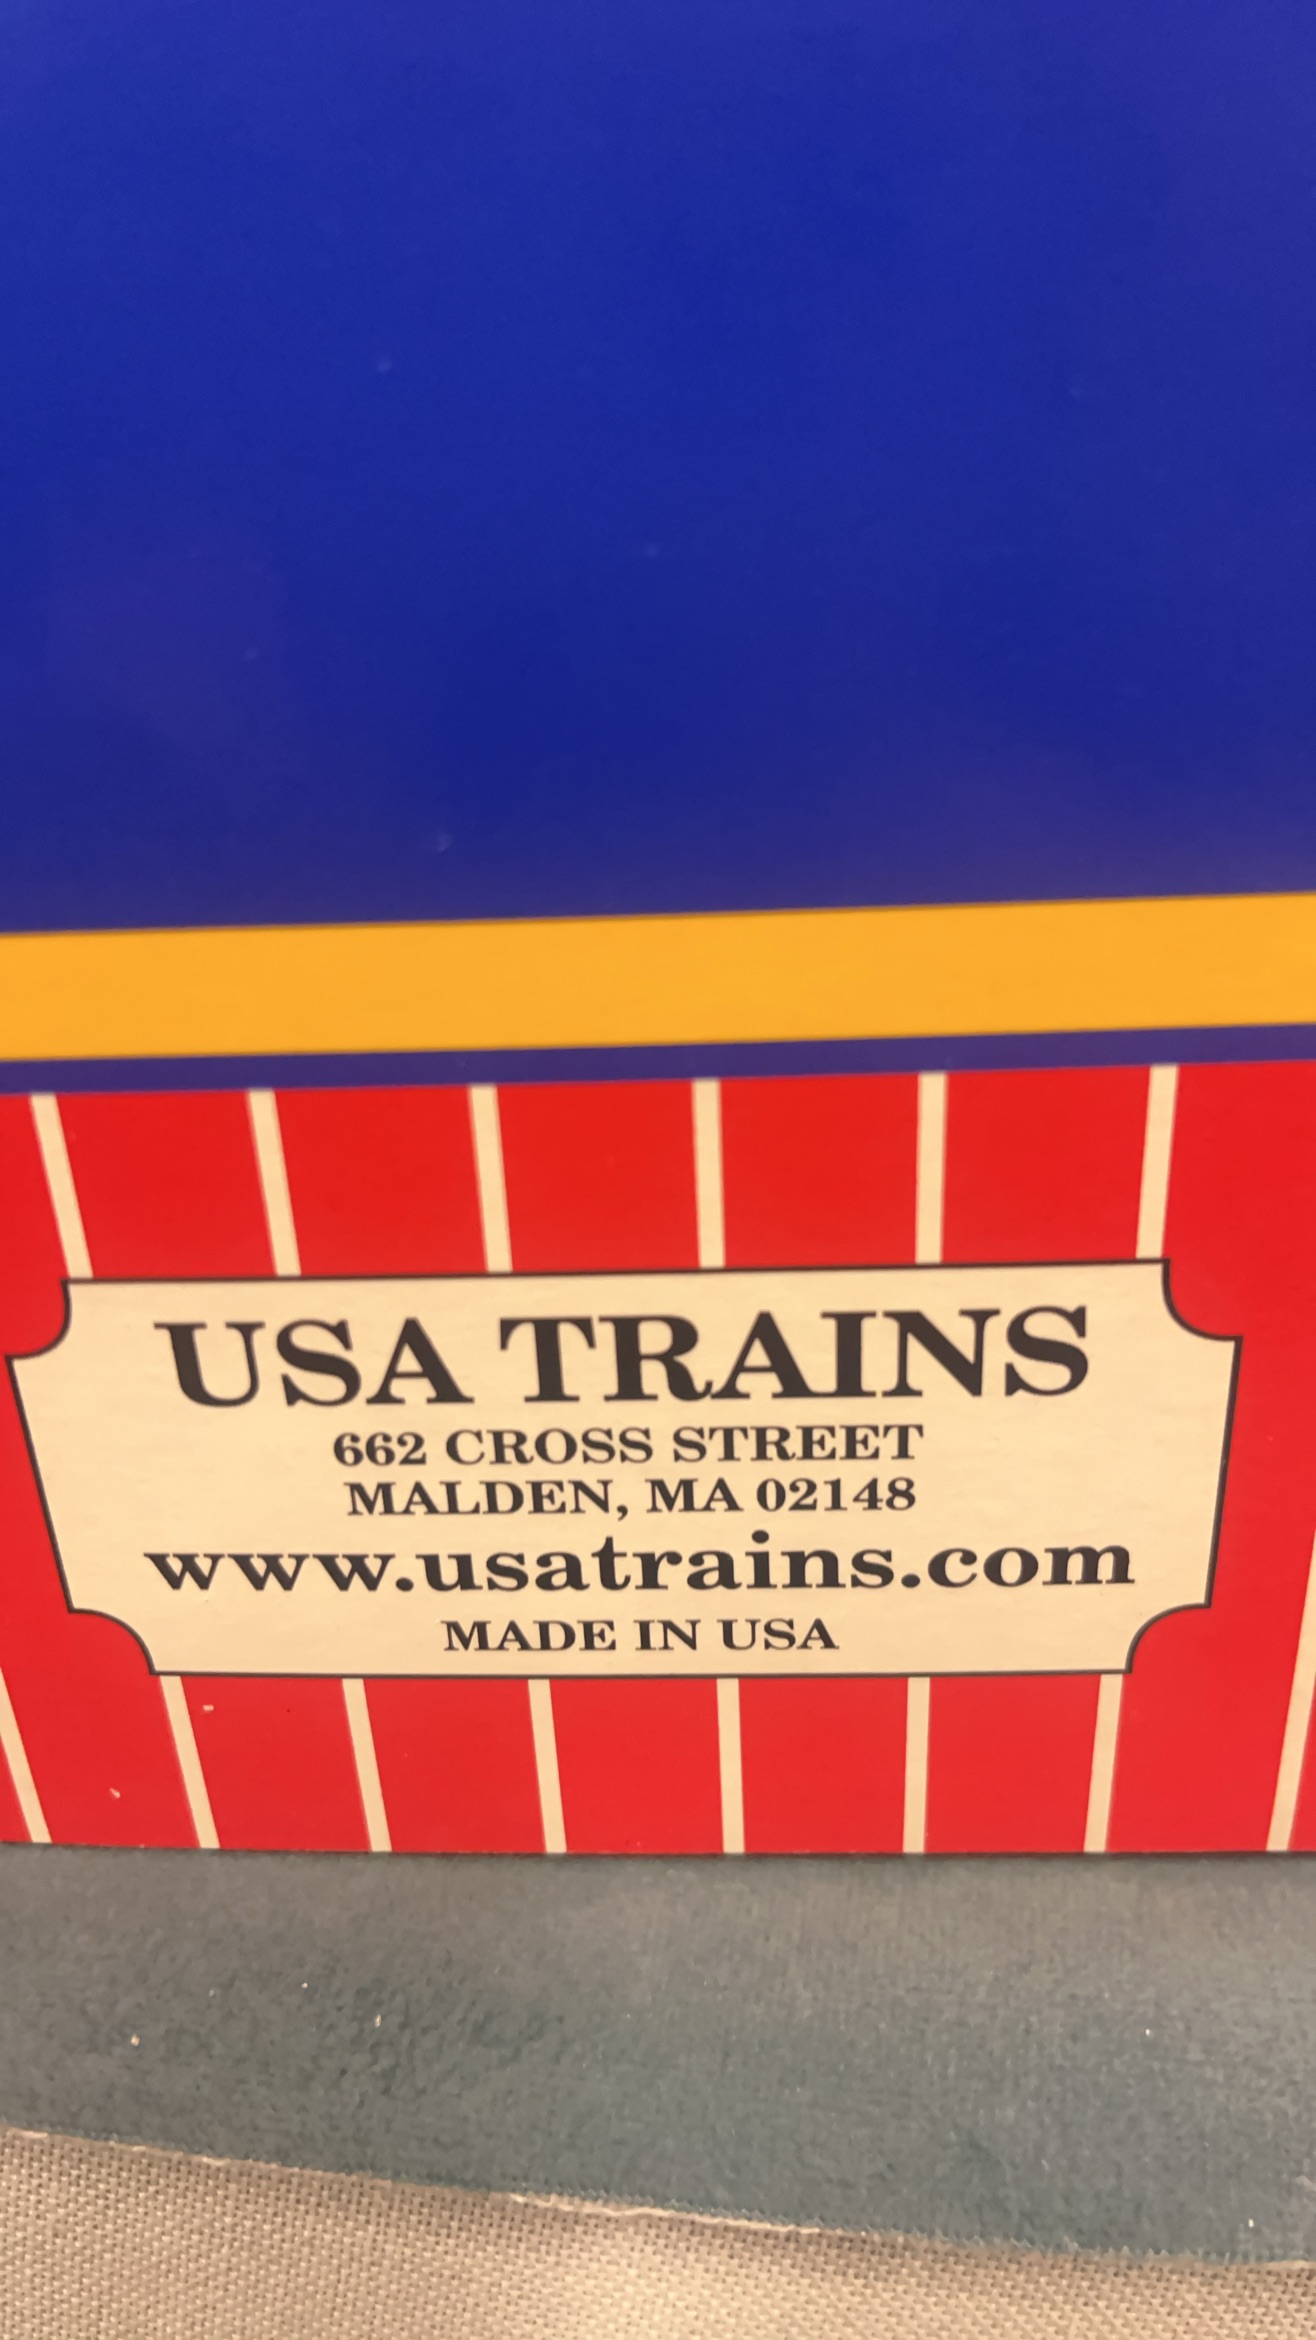 USA TRAINS
662 CROSS STREET
MALDEN, MA 02148
www.usatrains.com
MADE IN USA